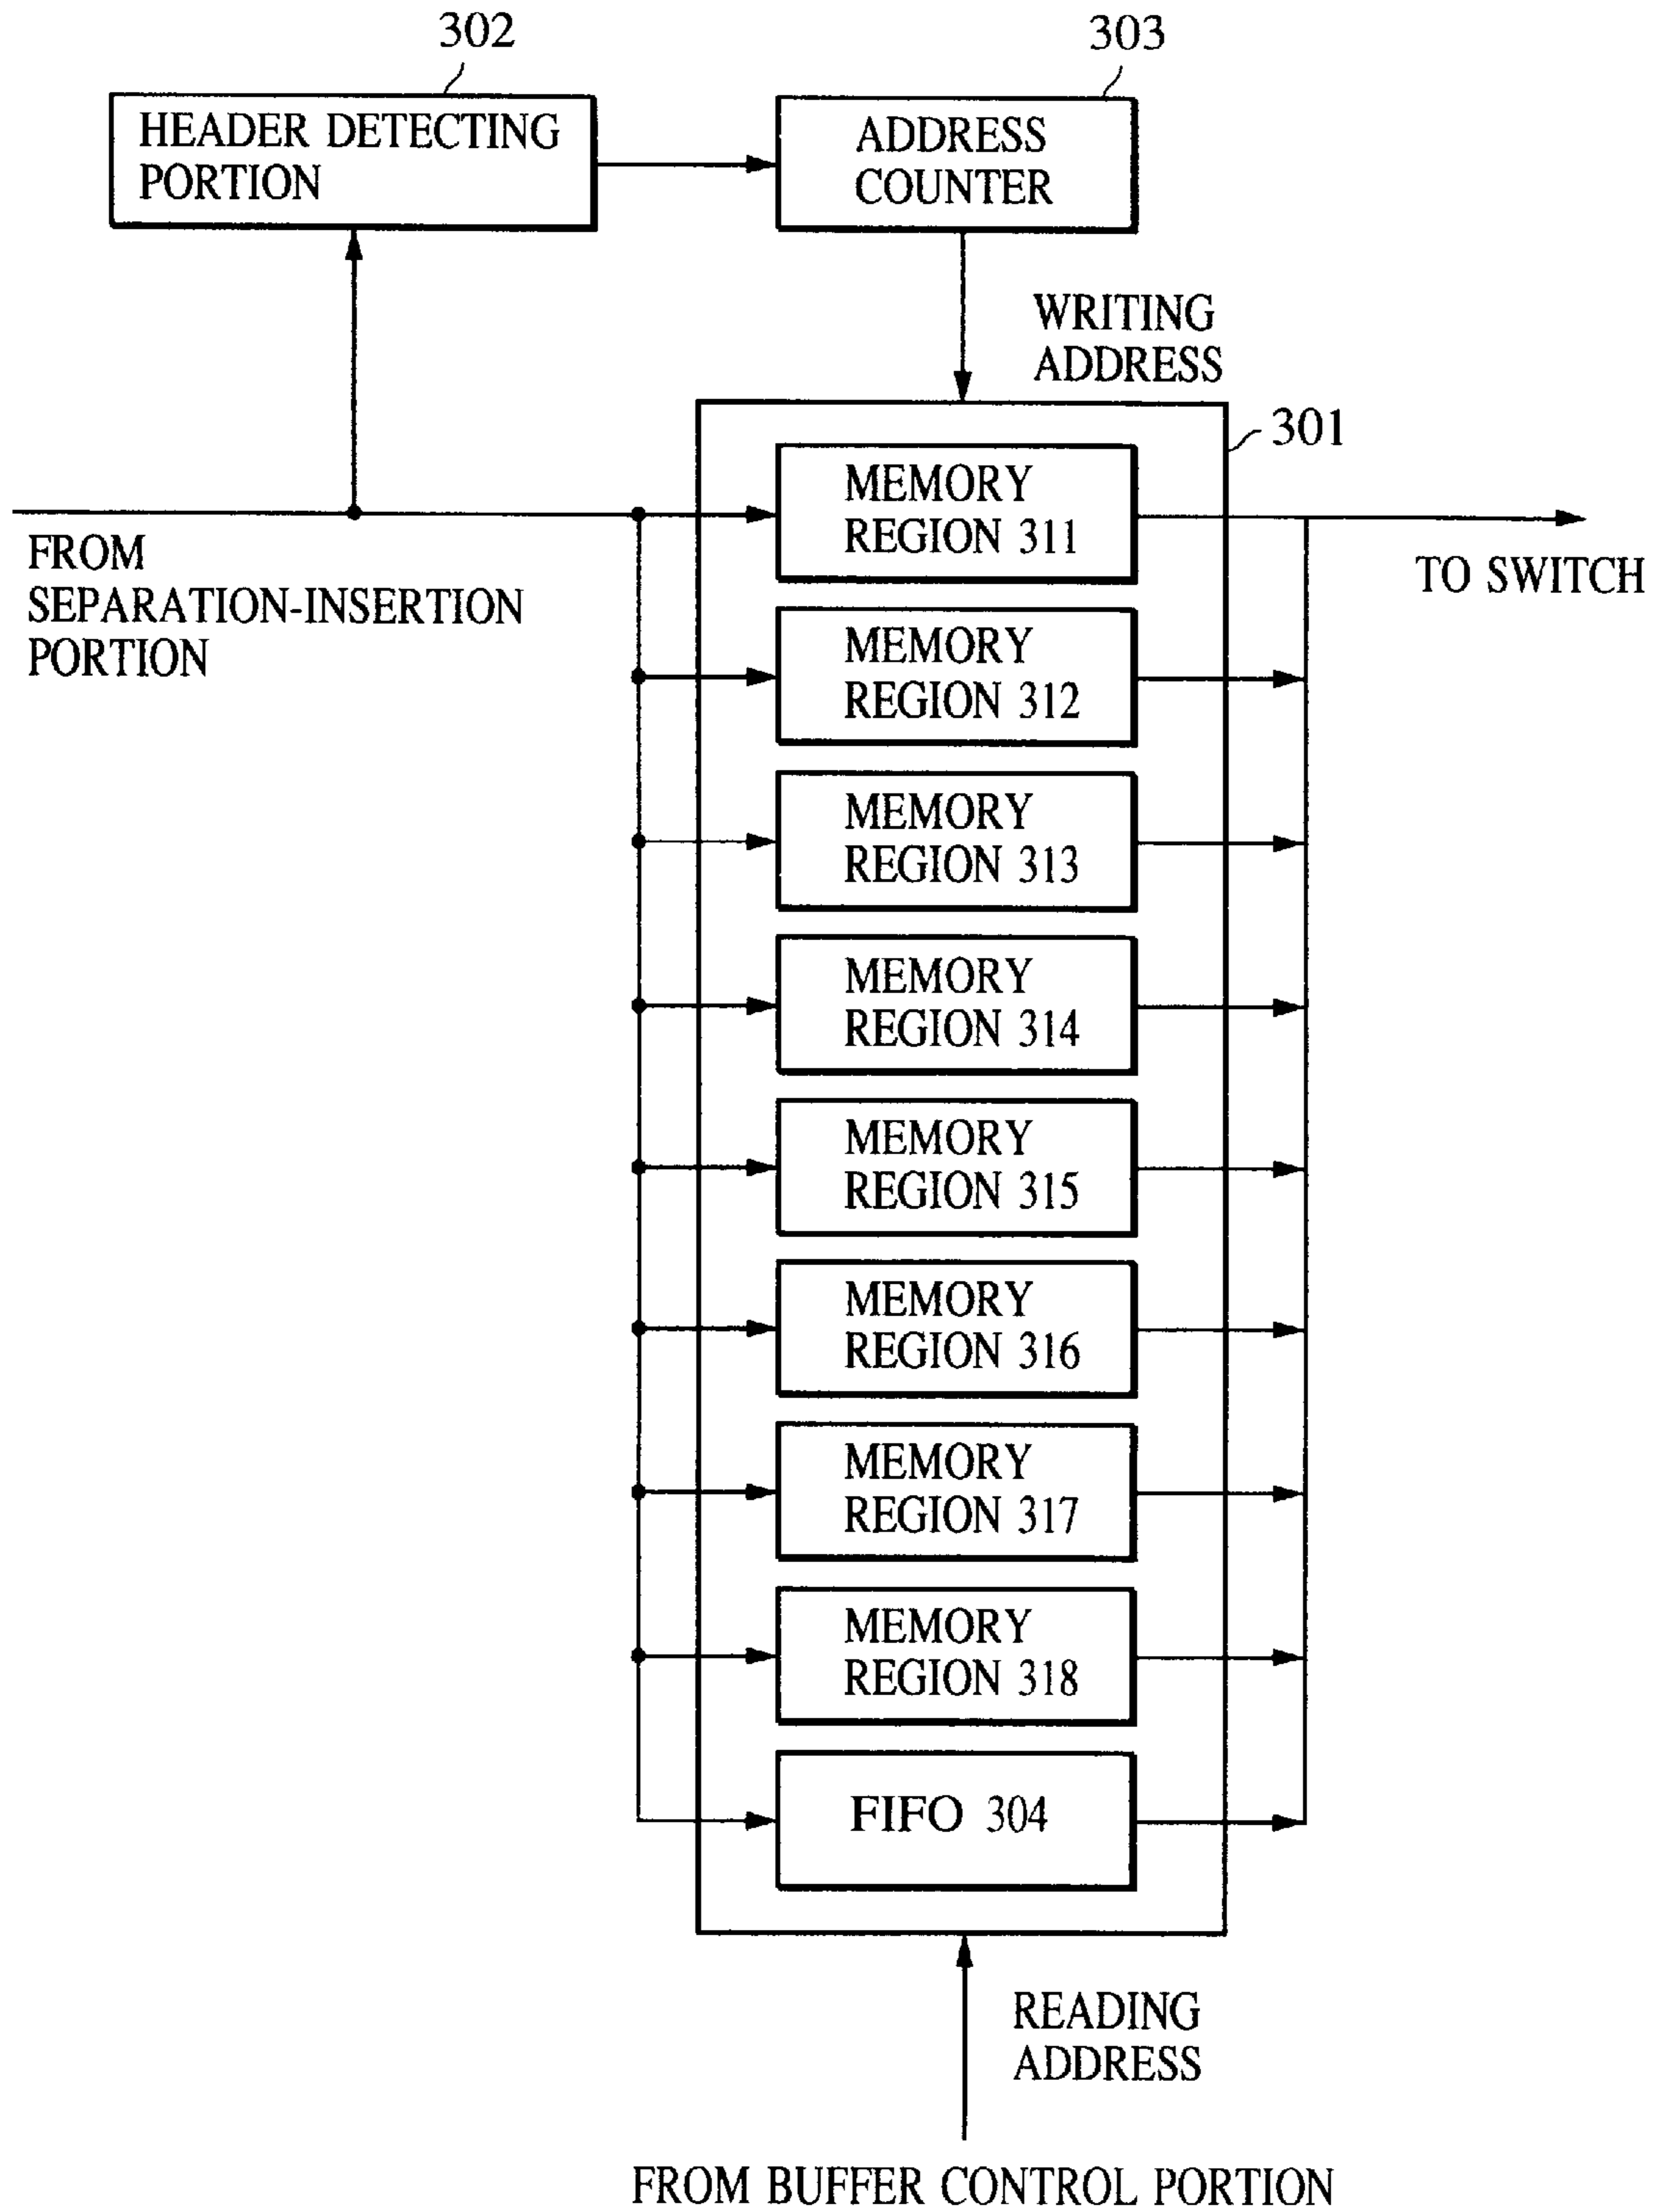 302
303
HEADER DETECTING
PORTION
ADDRESS
COUNTER
WRITING
ADDRESS
301
FROM
SEPARATION-INSERTION
PORTION
TO SWITCH
MEMORY
REGION 311
MEMORY
REGION 312
MEMORY
REGION 313
MEMORY
REGION 314
MEMORY
REGION 315
MEMORY
REGION 316
MEMORY
REGION 317
MEMORY
REGION 318
FIFO 304
READING
ADDRESS
FROM BUFFER CONTROL PORTION